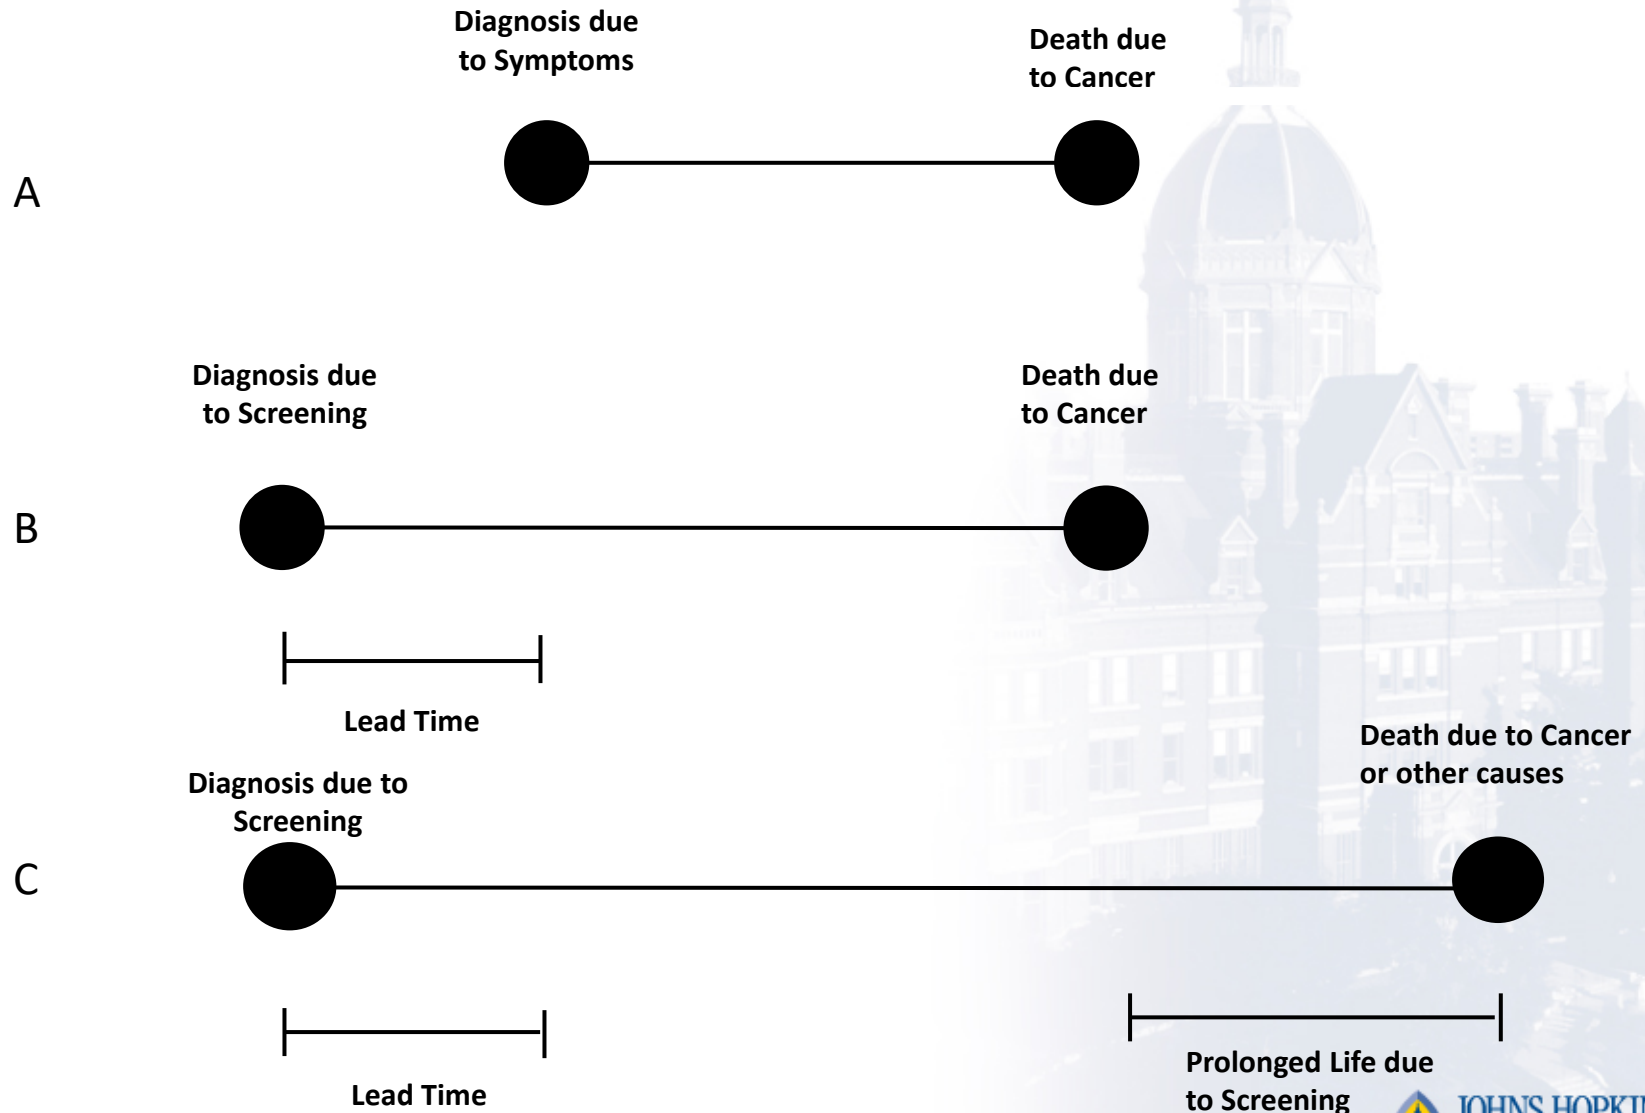 Diagnosis due
to Symptoms
Death due
to Cancer
A
Diagnosis due
to Screening
Death due
to Cancer
B
Lead Time
Diagnosis due to
Screening
Death due to Cancer
or other causes
C
Lead Time
Prolonged Life due
to Screening
JOHNS